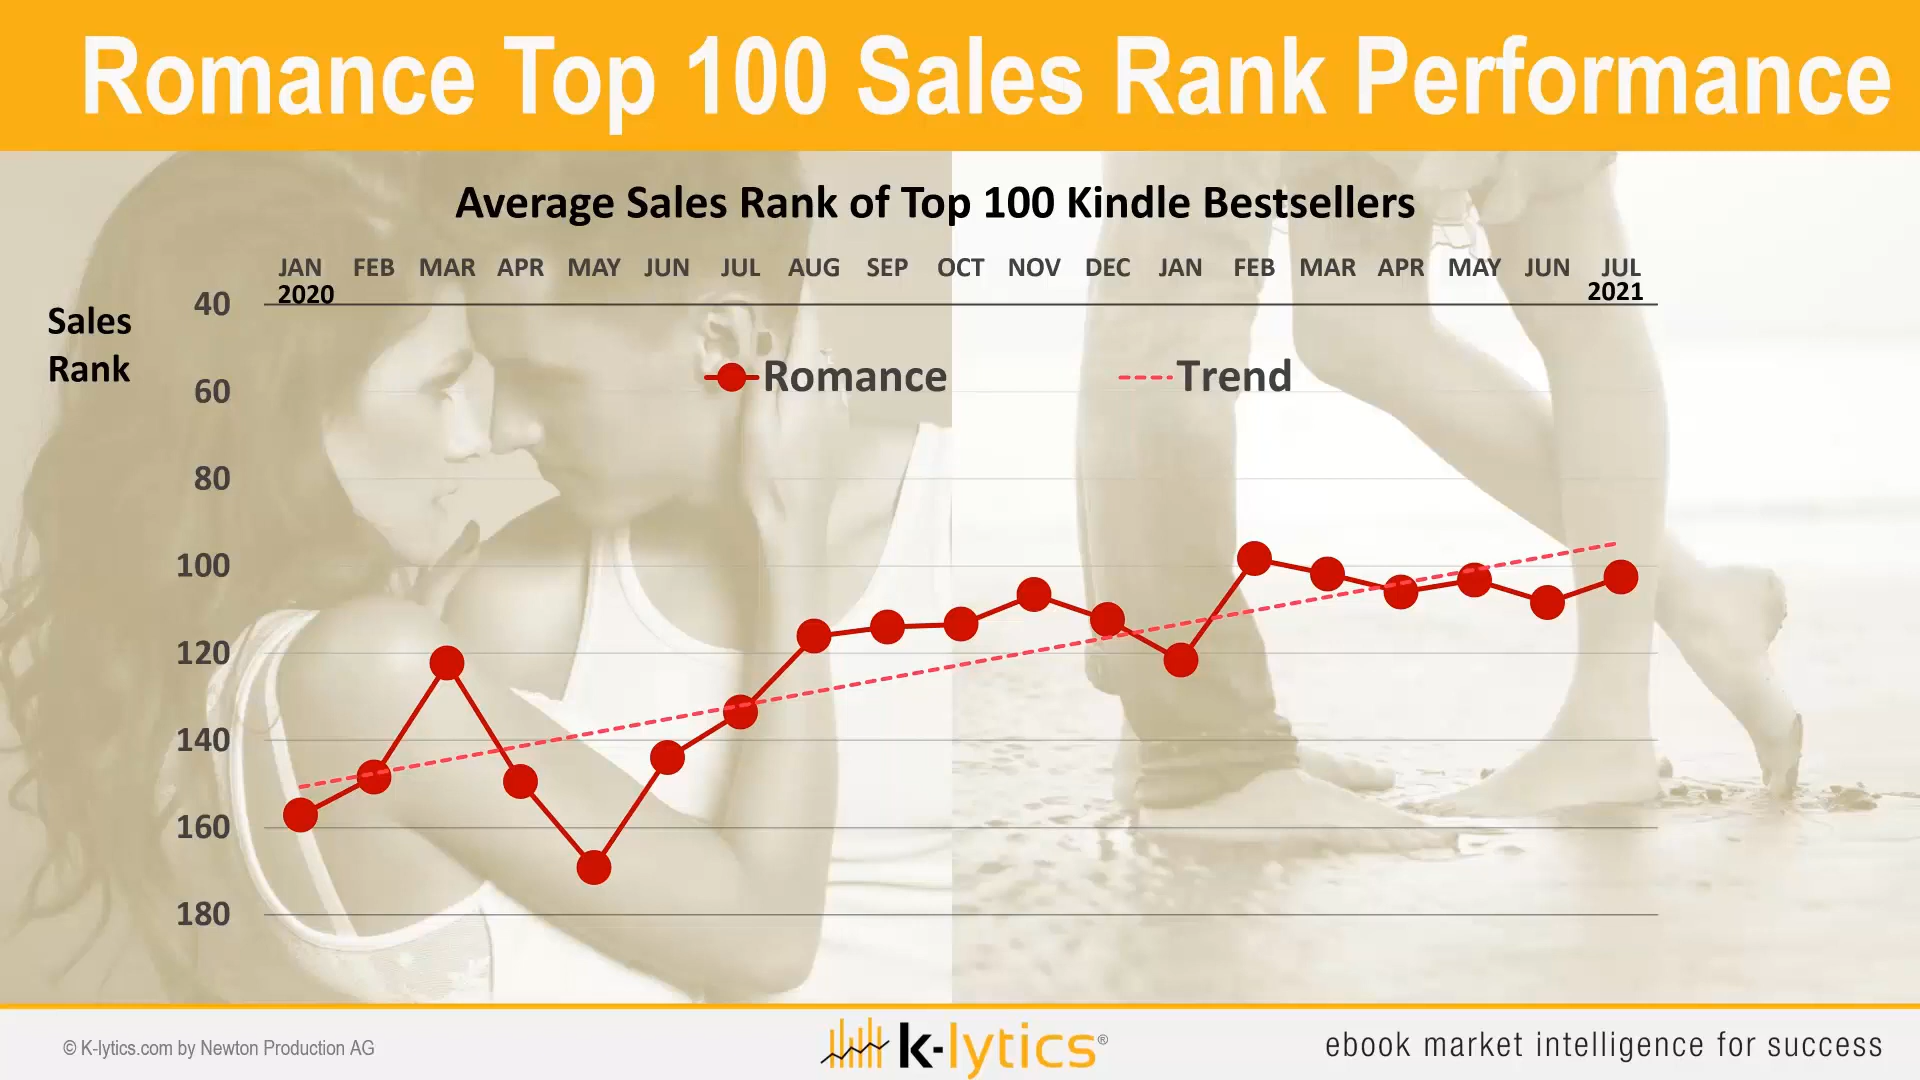 Romance Top 100 Sales Rank Performance
Average Sales Rank of Top 100 Kindle Bestsellers
JAN FEB MAR APR MAY JUN JUL AUG SEP OCT NOV DEC JAN FEB MAR APR MAY JUN JUL
2020 2021
Sales
Rank
40
Romance Trend
60
80
100
120
140
160
180
© K-lytics.com by Newton Production AG
k-lytics®
ebook market intelligence for success